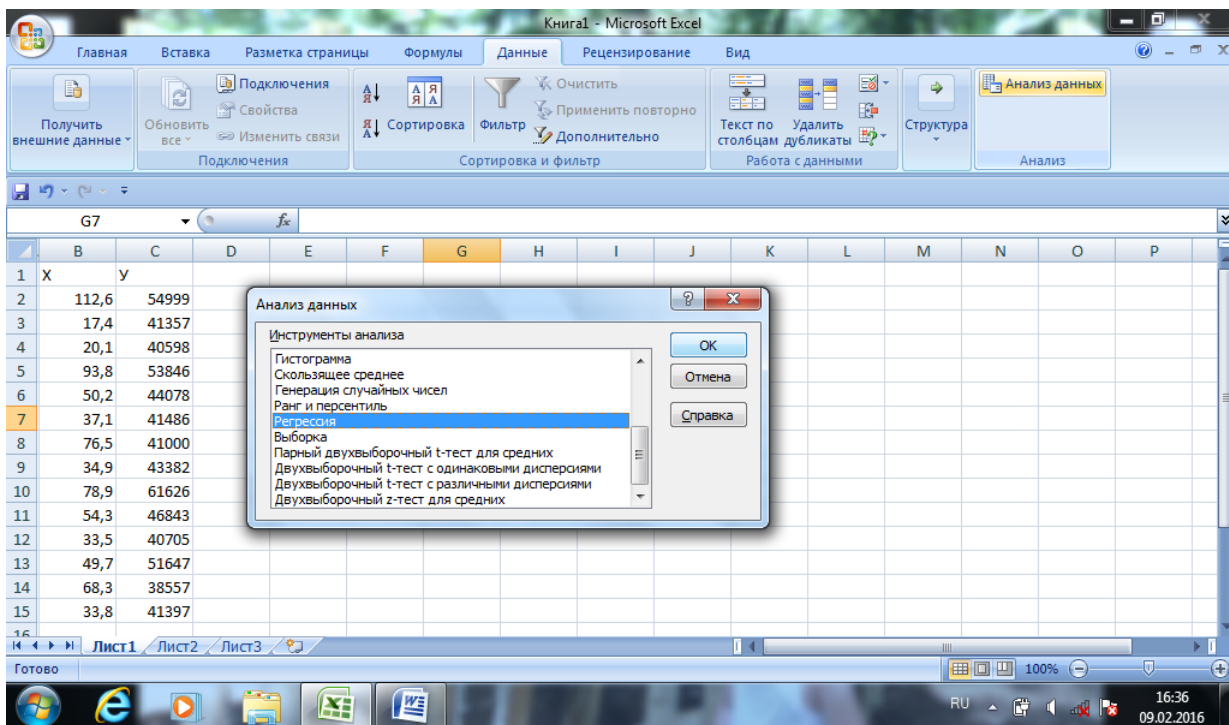 Книга1 - Microsoft Excel
Главная Вставка Разметка страницы Формулы Данные Рецензирование Вид
Получить внешние данные
Обновить все
Подключения
Свойства
Изменить связи
Подключения
А Я
Я А
Сортировка
Фильтр
Очистить
Применить повторно
Дополнительно
Сортировка и фильтр
Текст по столбцам
Удалить дубликаты
Работа с данными
Структура
Анализ данных
Анализ
G7 fx
B C D E F G H I J K L M N O P
1 Х У
2 112,6 54999
3 17,4 41357
4 20,1 40598
5 93,8 53846
6 50,2 44078
7 37,1 41486
8 76,5 41000
9 34,9 43382
10 78,9 61626
11 54,3 46843
12 33,5 40705
13 49,7 51647
14 68,3 38557
15 33,8 41397
16
Анализ данных
Инструменты анализа
Гистограмма
Скользящее среднее
Генерация случайных чисел
Ранг и персентиль
Регрессия
Выборка
Парный двухвыборочный t-тест для средних
Двухвыборочный t-тест с одинаковыми дисперсиями
Двухвыборочный t-тест с различными дисперсиями
Двухвыборочный z-тест для средних
OK
Отмена
Справка
Лист1 Лист2 Лист3
Готово 100%
RU 16:36
09.02.2016